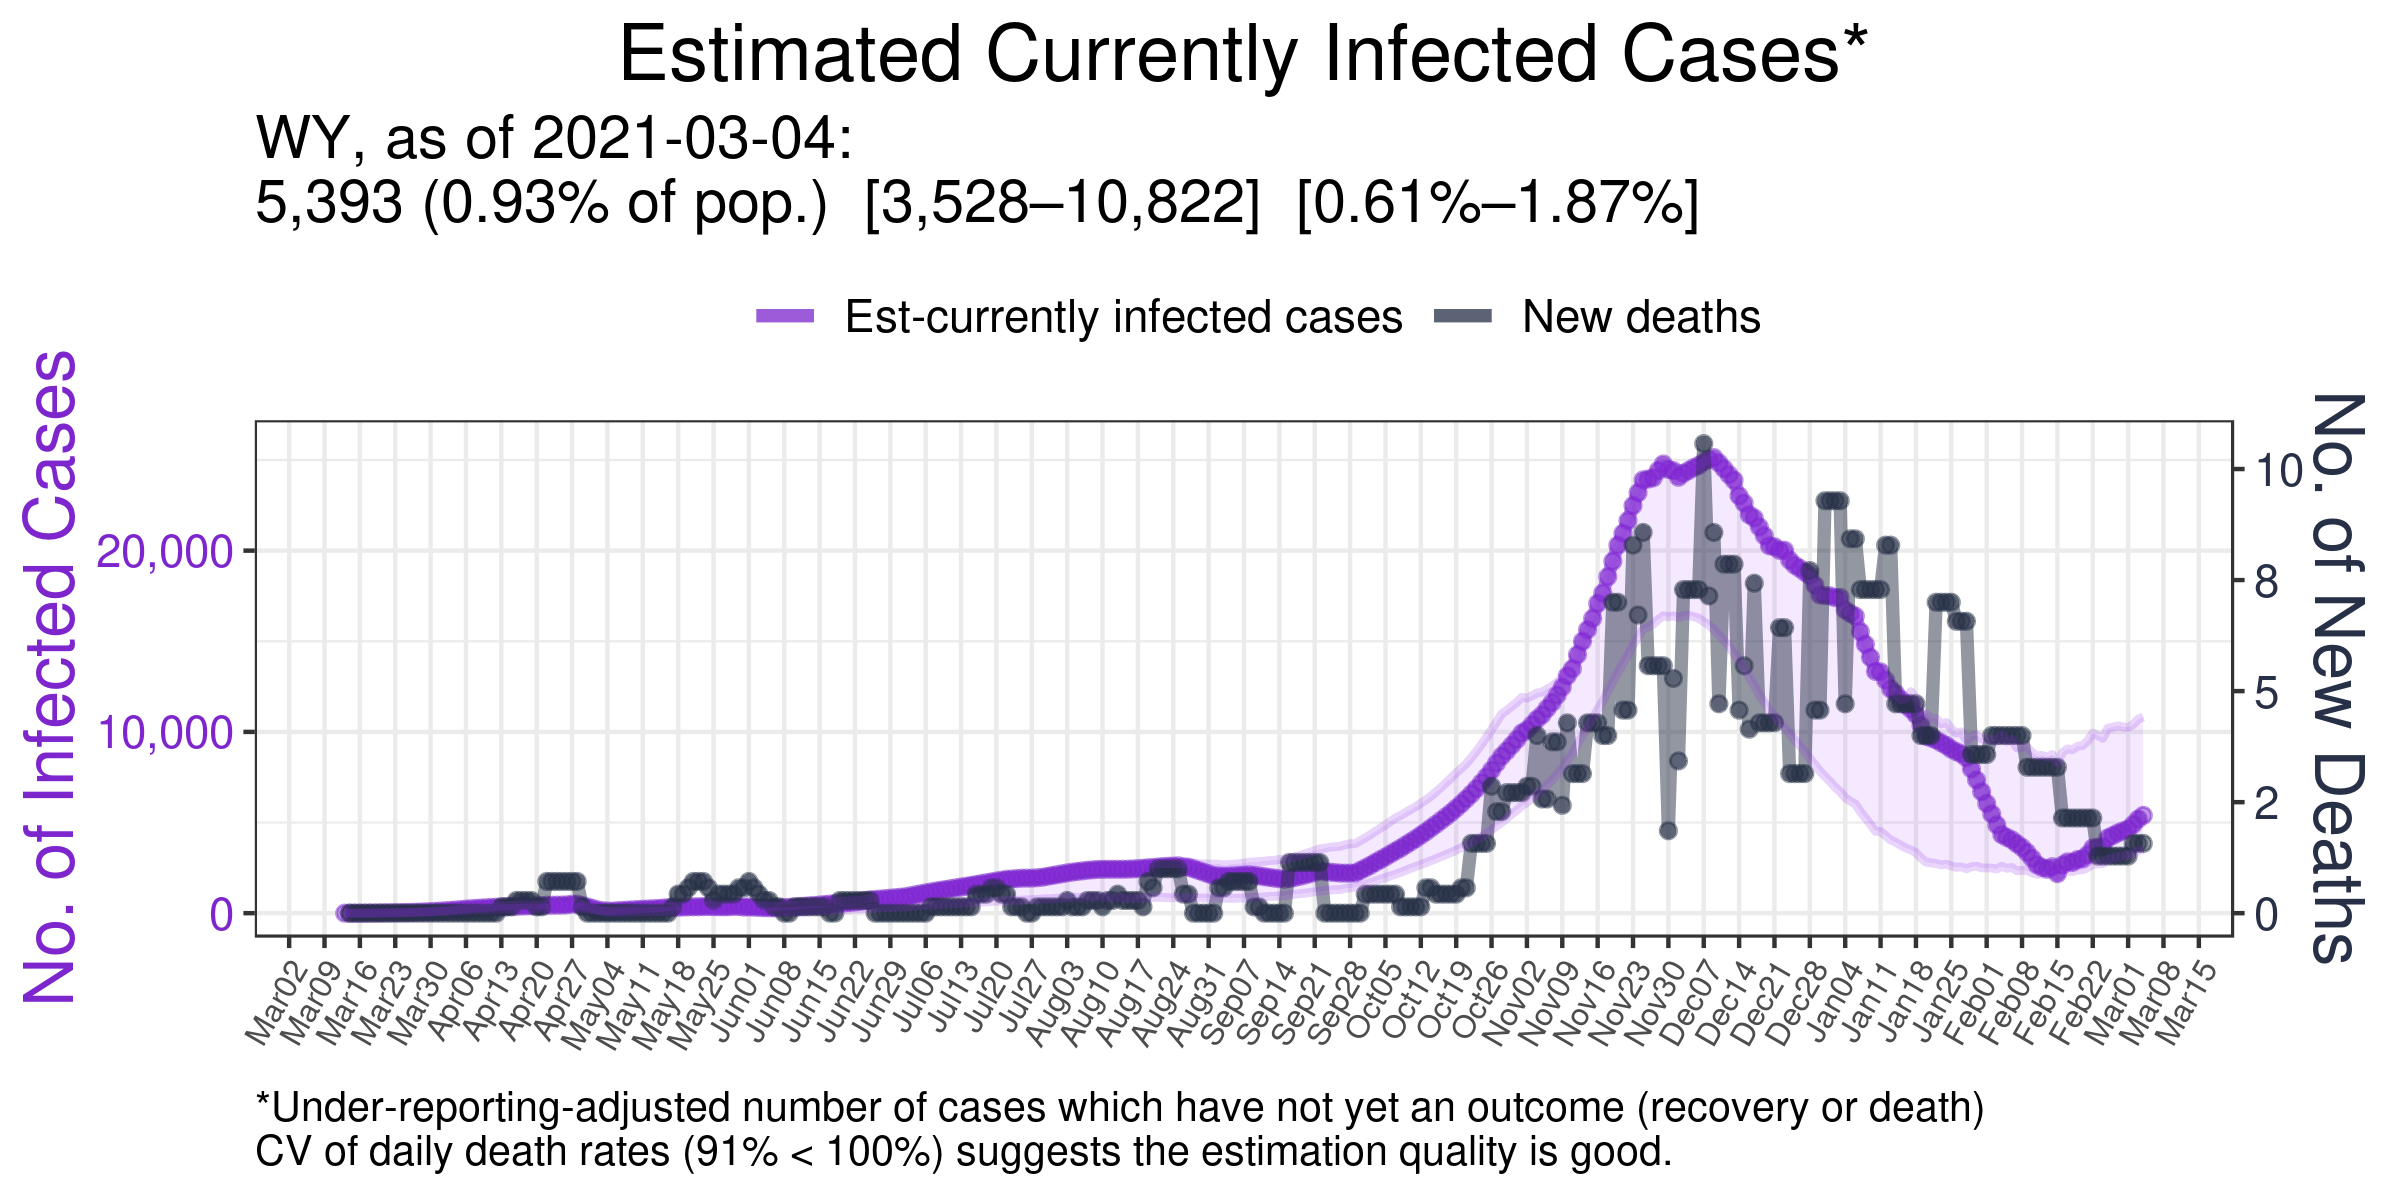 Estimated Currently Infected Cases*
WY, as of 2021-03-04:
5,393 (0.93% of pop.)  [3,528–10,822]  [0.61%–1.87%]
Est-currently infected cases
New deaths
No. of Infected Cases
20,000
10,000
0
10
8
5
2
0
No. of New Deaths
Mar02
Mar09
Mar16
Mar23
Mar30
Apr06
Apr13
Apr20
Apr27
May04
May11
May18
May25
Jun01
Jun08
Jun15
Jun22
Jun29
Jul06
Jul13
Jul20
Jul27
Aug03
Aug10
Aug17
Aug24
Aug31
Sep07
Sep14
Sep21
Sep28
Oct05
Oct12
Oct19
Oct26
Nov02
Nov09
Nov16
Nov23
Nov30
Dec07
Dec14
Dec21
Dec28
Jan04
Jan11
Jan18
Jan25
Feb01
Feb08
Feb15
Feb22
Mar01
Mar08
Mar15
*Under-reporting-adjusted number of cases which have not yet an outcome (recovery or death)
CV of daily death rates (91% < 100%) suggests the estimation quality is good.